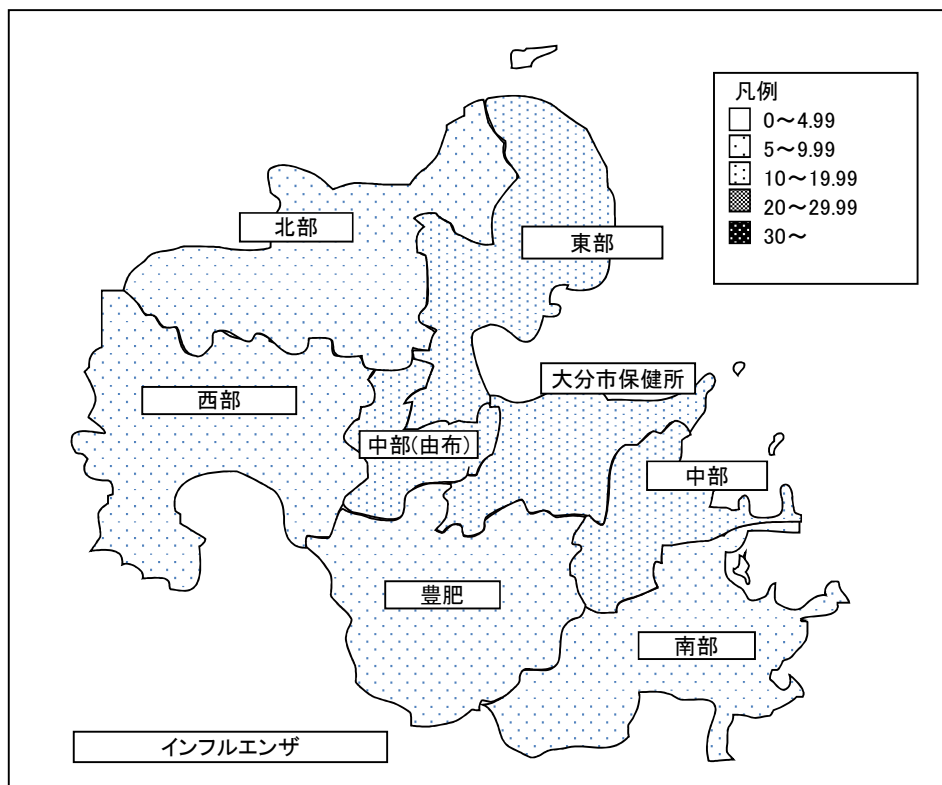 凡例
0～4.99
5～9.99
10～19.99
20～29.99
30～
北部
東部
大分市保健所
西部
中部(由布)
中部
豊肥
南部
インフルエンザ